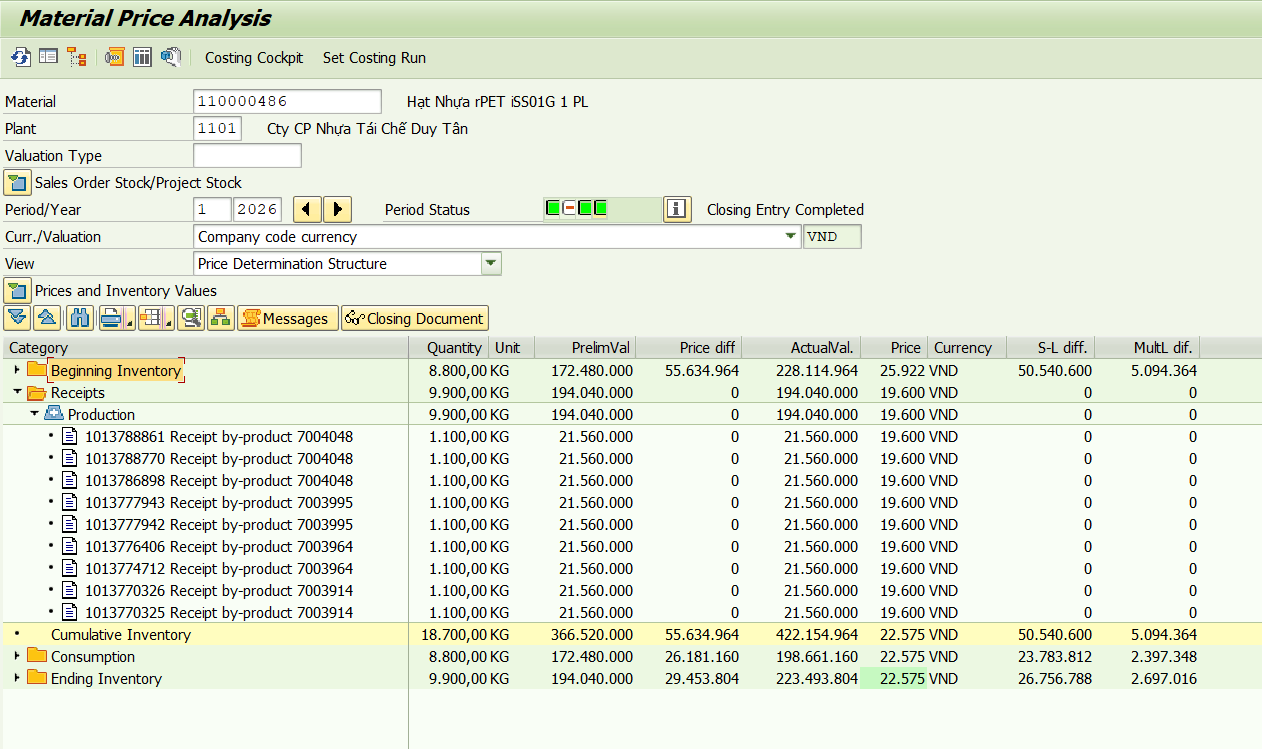 Material Price Analysis
Costing Cockpit Set Costing Run
Material 110000486 Hạt Nhựa rPET iSS01G 1 PL
Plant 1101 Cty CP Nhựa Tái Chế Duy Tân
Valuation Type
Sales Order Stock/Project Stock
Period/Year 1 2026 Period Status Closing Entry Completed
Curr./Valuation Company code currency VND
View Price Determination Structure
Prices and Inventory Values
Messages Closing Document
Category Quantity Unit PrelimVal Price diff ActualVal. Price Currency S-L diff. MultL dif.
Beginning Inventory 8.800,00 KG 172.480.000 55.634.964 228.114.964 25.922 VND 50.540.600 5.094.364
Receipts 9.900,00 KG 194.040.000 0 194.040.000 19.600 VND 0 0
Production 9.900,00 KG 194.040.000 0 194.040.000 19.600 VND 0 0
1013788861 Receipt by-product 7004048 1.100,00 KG 21.560.000 0 21.560.000 19.600 VND 0 0
1013788770 Receipt by-product 7004048 1.100,00 KG 21.560.000 0 21.560.000 19.600 VND 0 0
1013786898 Receipt by-product 7004048 1.100,00 KG 21.560.000 0 21.560.000 19.600 VND 0 0
1013777943 Receipt by-product 7003995 1.100,00 KG 21.560.000 0 21.560.000 19.600 VND 0 0
1013777942 Receipt by-product 7003995 1.100,00 KG 21.560.000 0 21.560.000 19.600 VND 0 0
1013776406 Receipt by-product 7003964 1.100,00 KG 21.560.000 0 21.560.000 19.600 VND 0 0
1013774712 Receipt by-product 7003964 1.100,00 KG 21.560.000 0 21.560.000 19.600 VND 0 0
1013770326 Receipt by-product 7003914 1.100,00 KG 21.560.000 0 21.560.000 19.600 VND 0 0
1013770325 Receipt by-product 7003914 1.100,00 KG 21.560.000 0 21.560.000 19.600 VND 0 0
Cumulative Inventory 18.700,00 KG 366.520.000 55.634.964 422.154.964 22.575 VND 50.540.600 5.094.364
Consumption 8.800,00 KG 172.480.000 26.181.160 198.661.160 22.575 VND 23.783.812 2.397.348
Ending Inventory 9.900,00 KG 194.040.000 29.453.804 223.493.804 22.575 VND 26.756.788 2.697.016